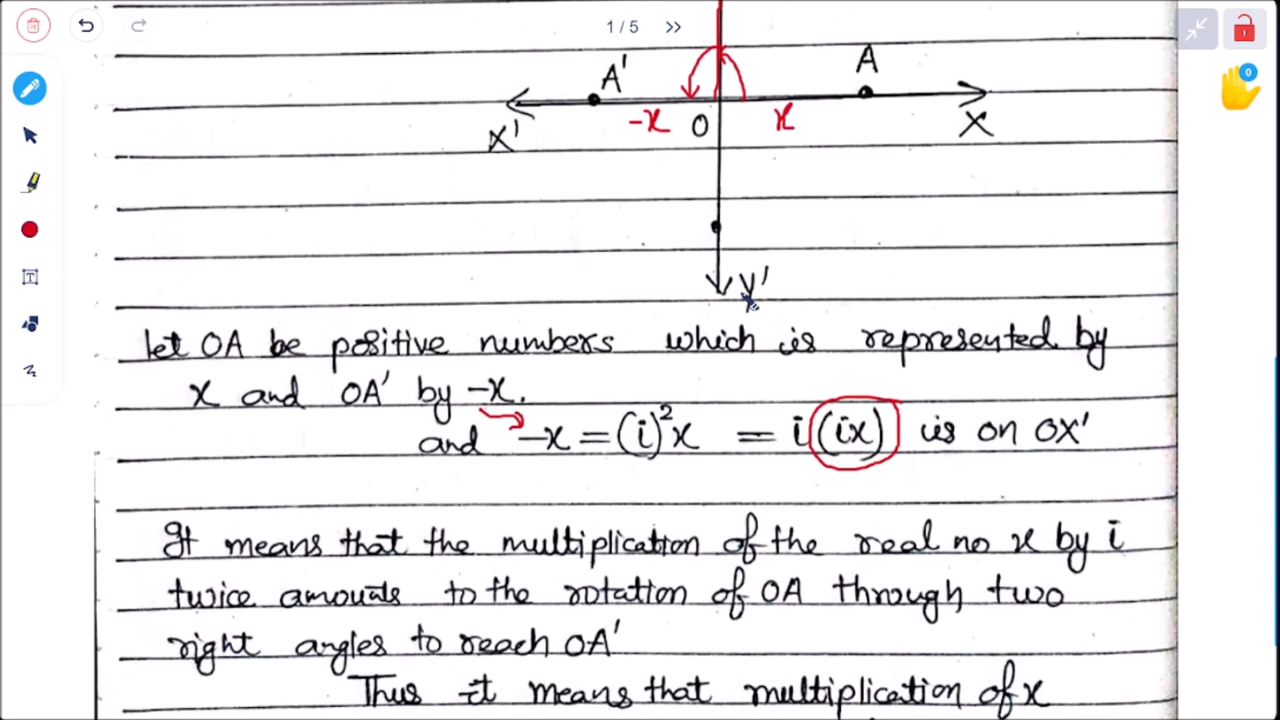 1/5 >>
0
A'
A
-x
O
x
X'
X
Y'
let OA be positive numbers which is represented by
x and OA' by -x.
and -x = (i)²x = i(ix) is on OX'
It means that the multiplication of the real no x by i
twice amounts to the rotation of OA through two
right angles to reach OA'
Thus it means that multiplication of x